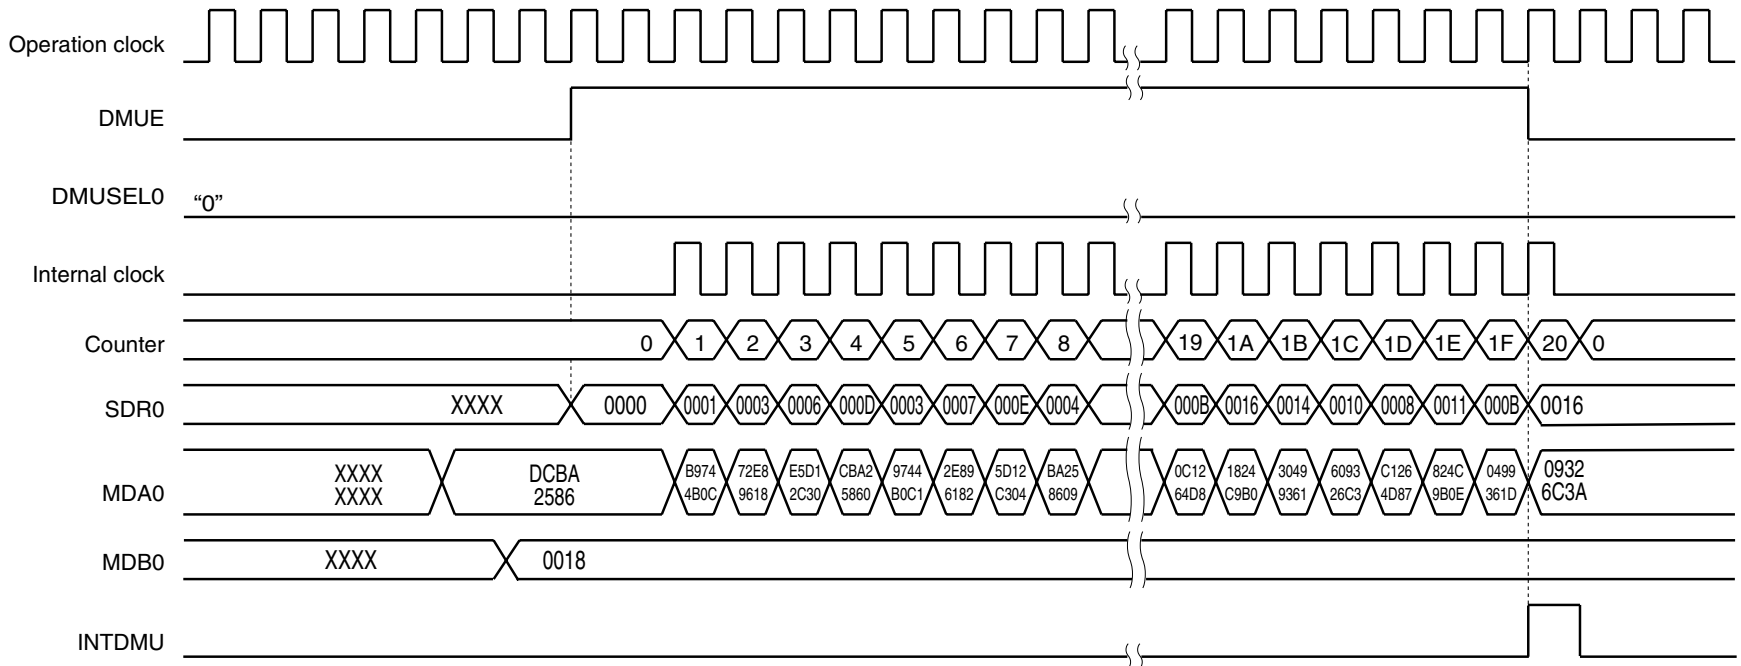 Operation clock
DMUE
DMUSEL0 “0”
Internal clock
Counter 0 1 2 3 4 5 6 7 8 19 1A 1B 1C 1D 1E 1F 20 0
SDR0 XXXX 0000 0001 0003 0006 000D 0003 0007 000E 0004 000B 0016 0014 0010 0008 0011 000B 0016
XXXX DCBA B974 72E8 E5D1 CBA2 9744 2E89 5D12 BA25 0C12 1824 3049 6093 C126 824C 0499 0932
MDA0 XXXX 2586 4B0C 9618 2C30 5860 B0C1 6182 C304 8609 64D8 C9B0 9361 26C3 4D87 9B0E 361D 6C3A
MDB0 XXXX 0018
INTDMU